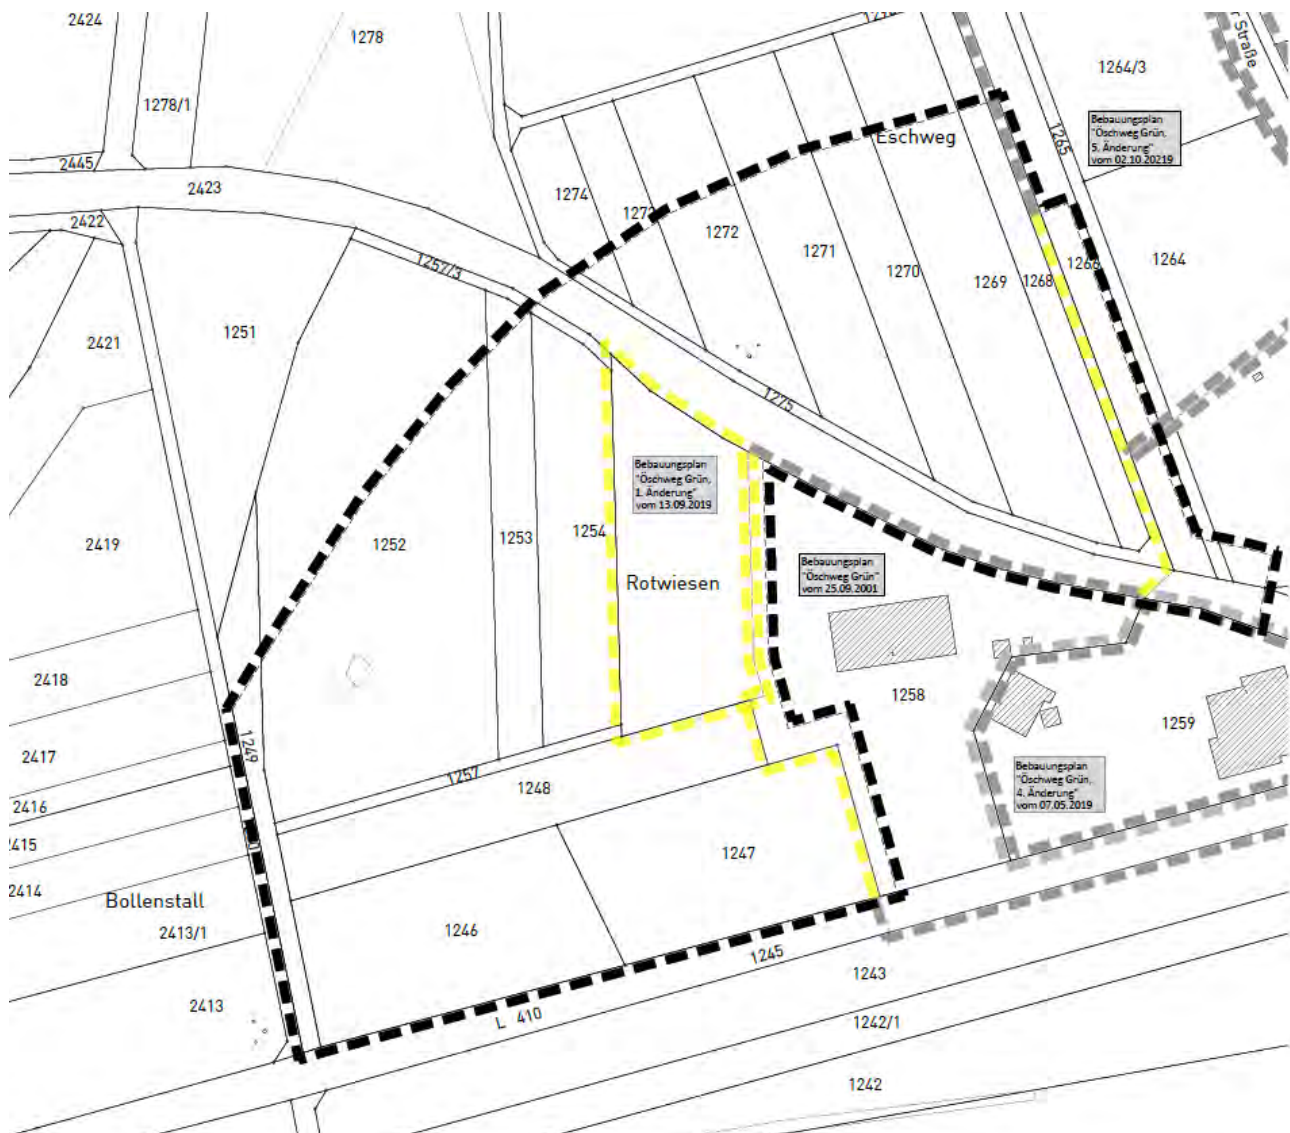 2424
1278
1264/3
r Straße
1278/1
Bebauungsplan
"Öschweg Grün,
5. Änderung"
vom 02.10.20219
1265
Eschweg
2445
2423
1274
2422
1272
1271
1270
1269
1268
1266
1264
1257/3
2421
1251
1275
Bebauungsplan
"Öschweg Grün,
1. Änderung"
vom 13.09.2019
2419
1252
1253
1254
Rotwiesen
Bebauungsplan
"Öschweg Grün"
vom 25.09.2001
2418
1258
1259
2417
1249
1257
1248
Bebauungsplan
"Öschweg Grün,
4. Änderung"
vom 07.05.2019
2416
2415
1247
2414
Bollenstall
2413/1
1246
1245
1243
2413
L 410
1242/1
1242